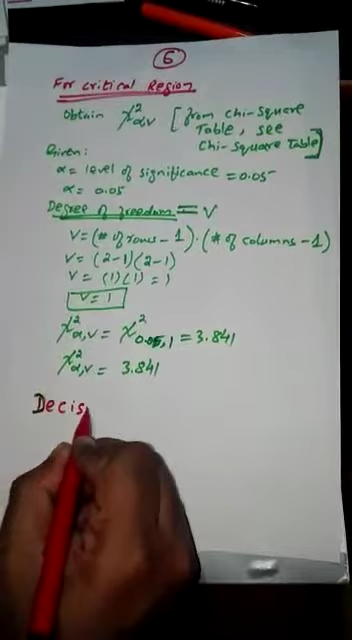 6
For critical Region
Obtain χ²α,ν [from chi-square
Table, see
Chi-square Table]
Given:
α = level of significance = 0.05
α = 0.05
Degree of freedom = ν
ν = (# of rows - 1) · (# of columns - 1)
ν = (2-1)(2-1)
ν = (1)(1) = 1
ν = 1
χ²α,ν = χ²0.05,1 = 3.841
χ²α,ν = 3.841
Decis